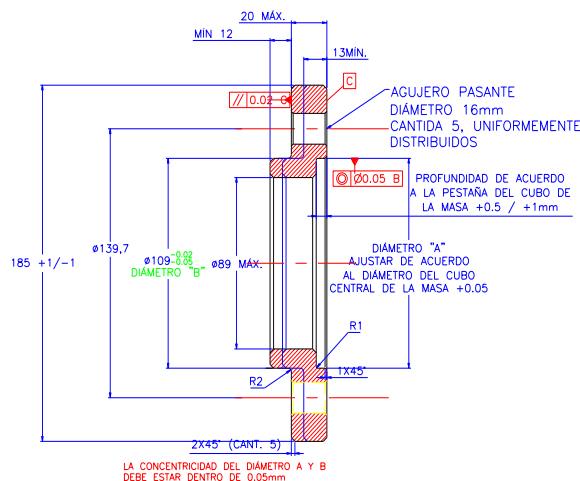 20 MÁX.
MÍN 12
13MÍN.
C
// 0.02 C
AGUJERO PASANTE
DIÁMETRO 16mm
CANTIDA 5, UNIFORMEMENTE
DISTRIBUIDOS
Ø0.05 B
PROFUNDIDAD DE ACUERDO
A LA PESTAÑA DEL CUBO DE
LA MASA +0.5 / +1mm
ø139,7
185 +1/-1
ø109 -0.02 -0.05
DIÁMETRO "B"
ø89 MÁX.
DIÁMETRO "A"
AJUSTAR DE ACUERDO
AL DIÁMETRO DEL CUBO
CENTRAL DE LA MASA +0.05
R1
R2
1X45°
2X45° (CANT. 5)
LA CONCENTRICIDAD DEL DIÁMETRO A Y B
DEBE ESTAR DENTRO DE 0.05mm